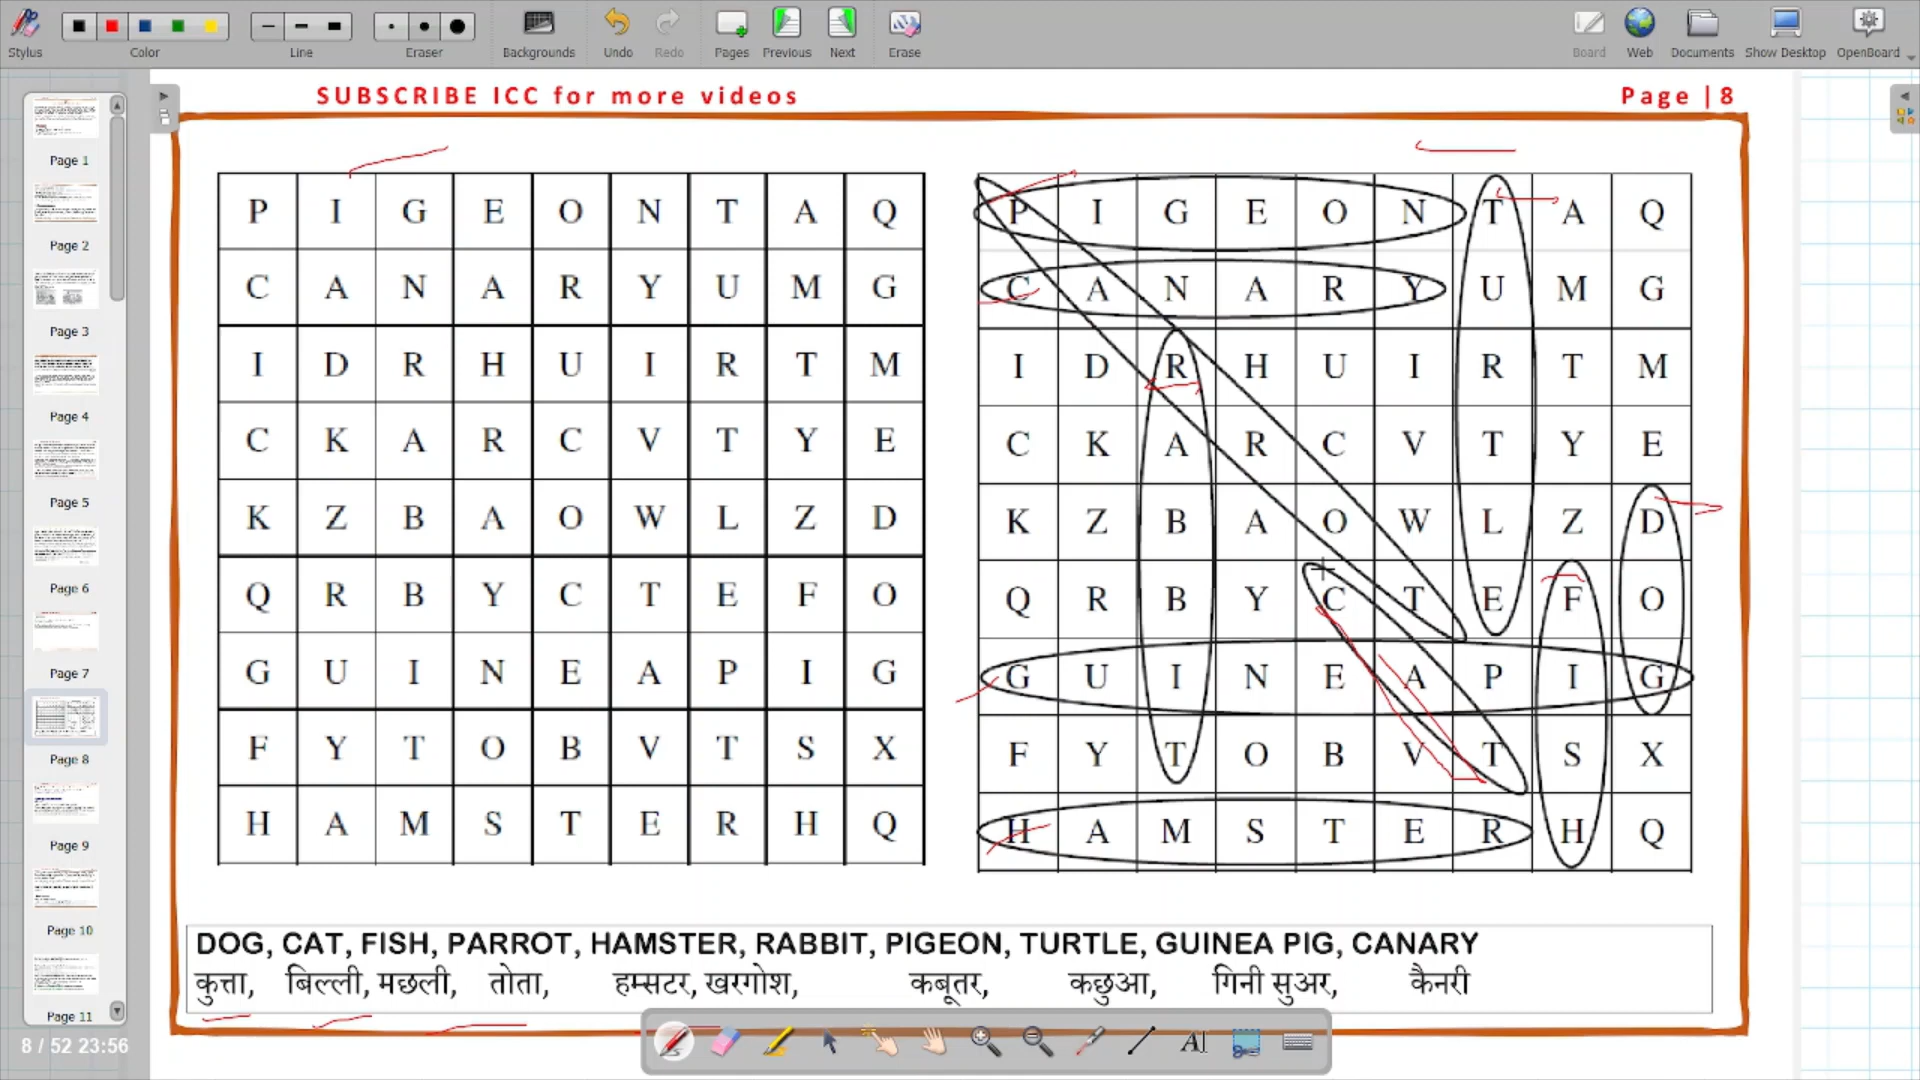 Stylus Color Line Eraser Backgrounds Undo Redo Pages Previous Next Erase Board Web Documents Show Desktop OpenBoard
SUBSCRIBE ICC for more videos Page | 8
Page 1
Page 2
Page 3
Page 4
Page 5
Page 6
Page 7
Page 8
Page 9
Page 10
Page 11
8 / 52 23:56
P I G E O N T A Q
C A N A R Y U M G
I D R H U I R T M
C K A R C V T Y E
K Z B A O W L Z D
Q R B Y C T E F O
G U I N E A P I G
F Y T O B V T S X
H A M S T E R H Q
P I G E O N T A Q
C A N A R Y U M G
I D R H U I R T M
C K A R C V T Y E
K Z B A O W L Z D
Q R B Y C T E F O
G U I N E A P I G
F Y T O B V T S X
H A M S T E R H Q
DOG, CAT, FISH, PARROT, HAMSTER, RABBIT, PIGEON, TURTLE, GUINEA PIG, CANARY
कुत्ता, बिल्ली, मछली, तोता, हम्सटर, खरगोश, कबूतर, कछुआ, गिनी सुअर, कैनरी